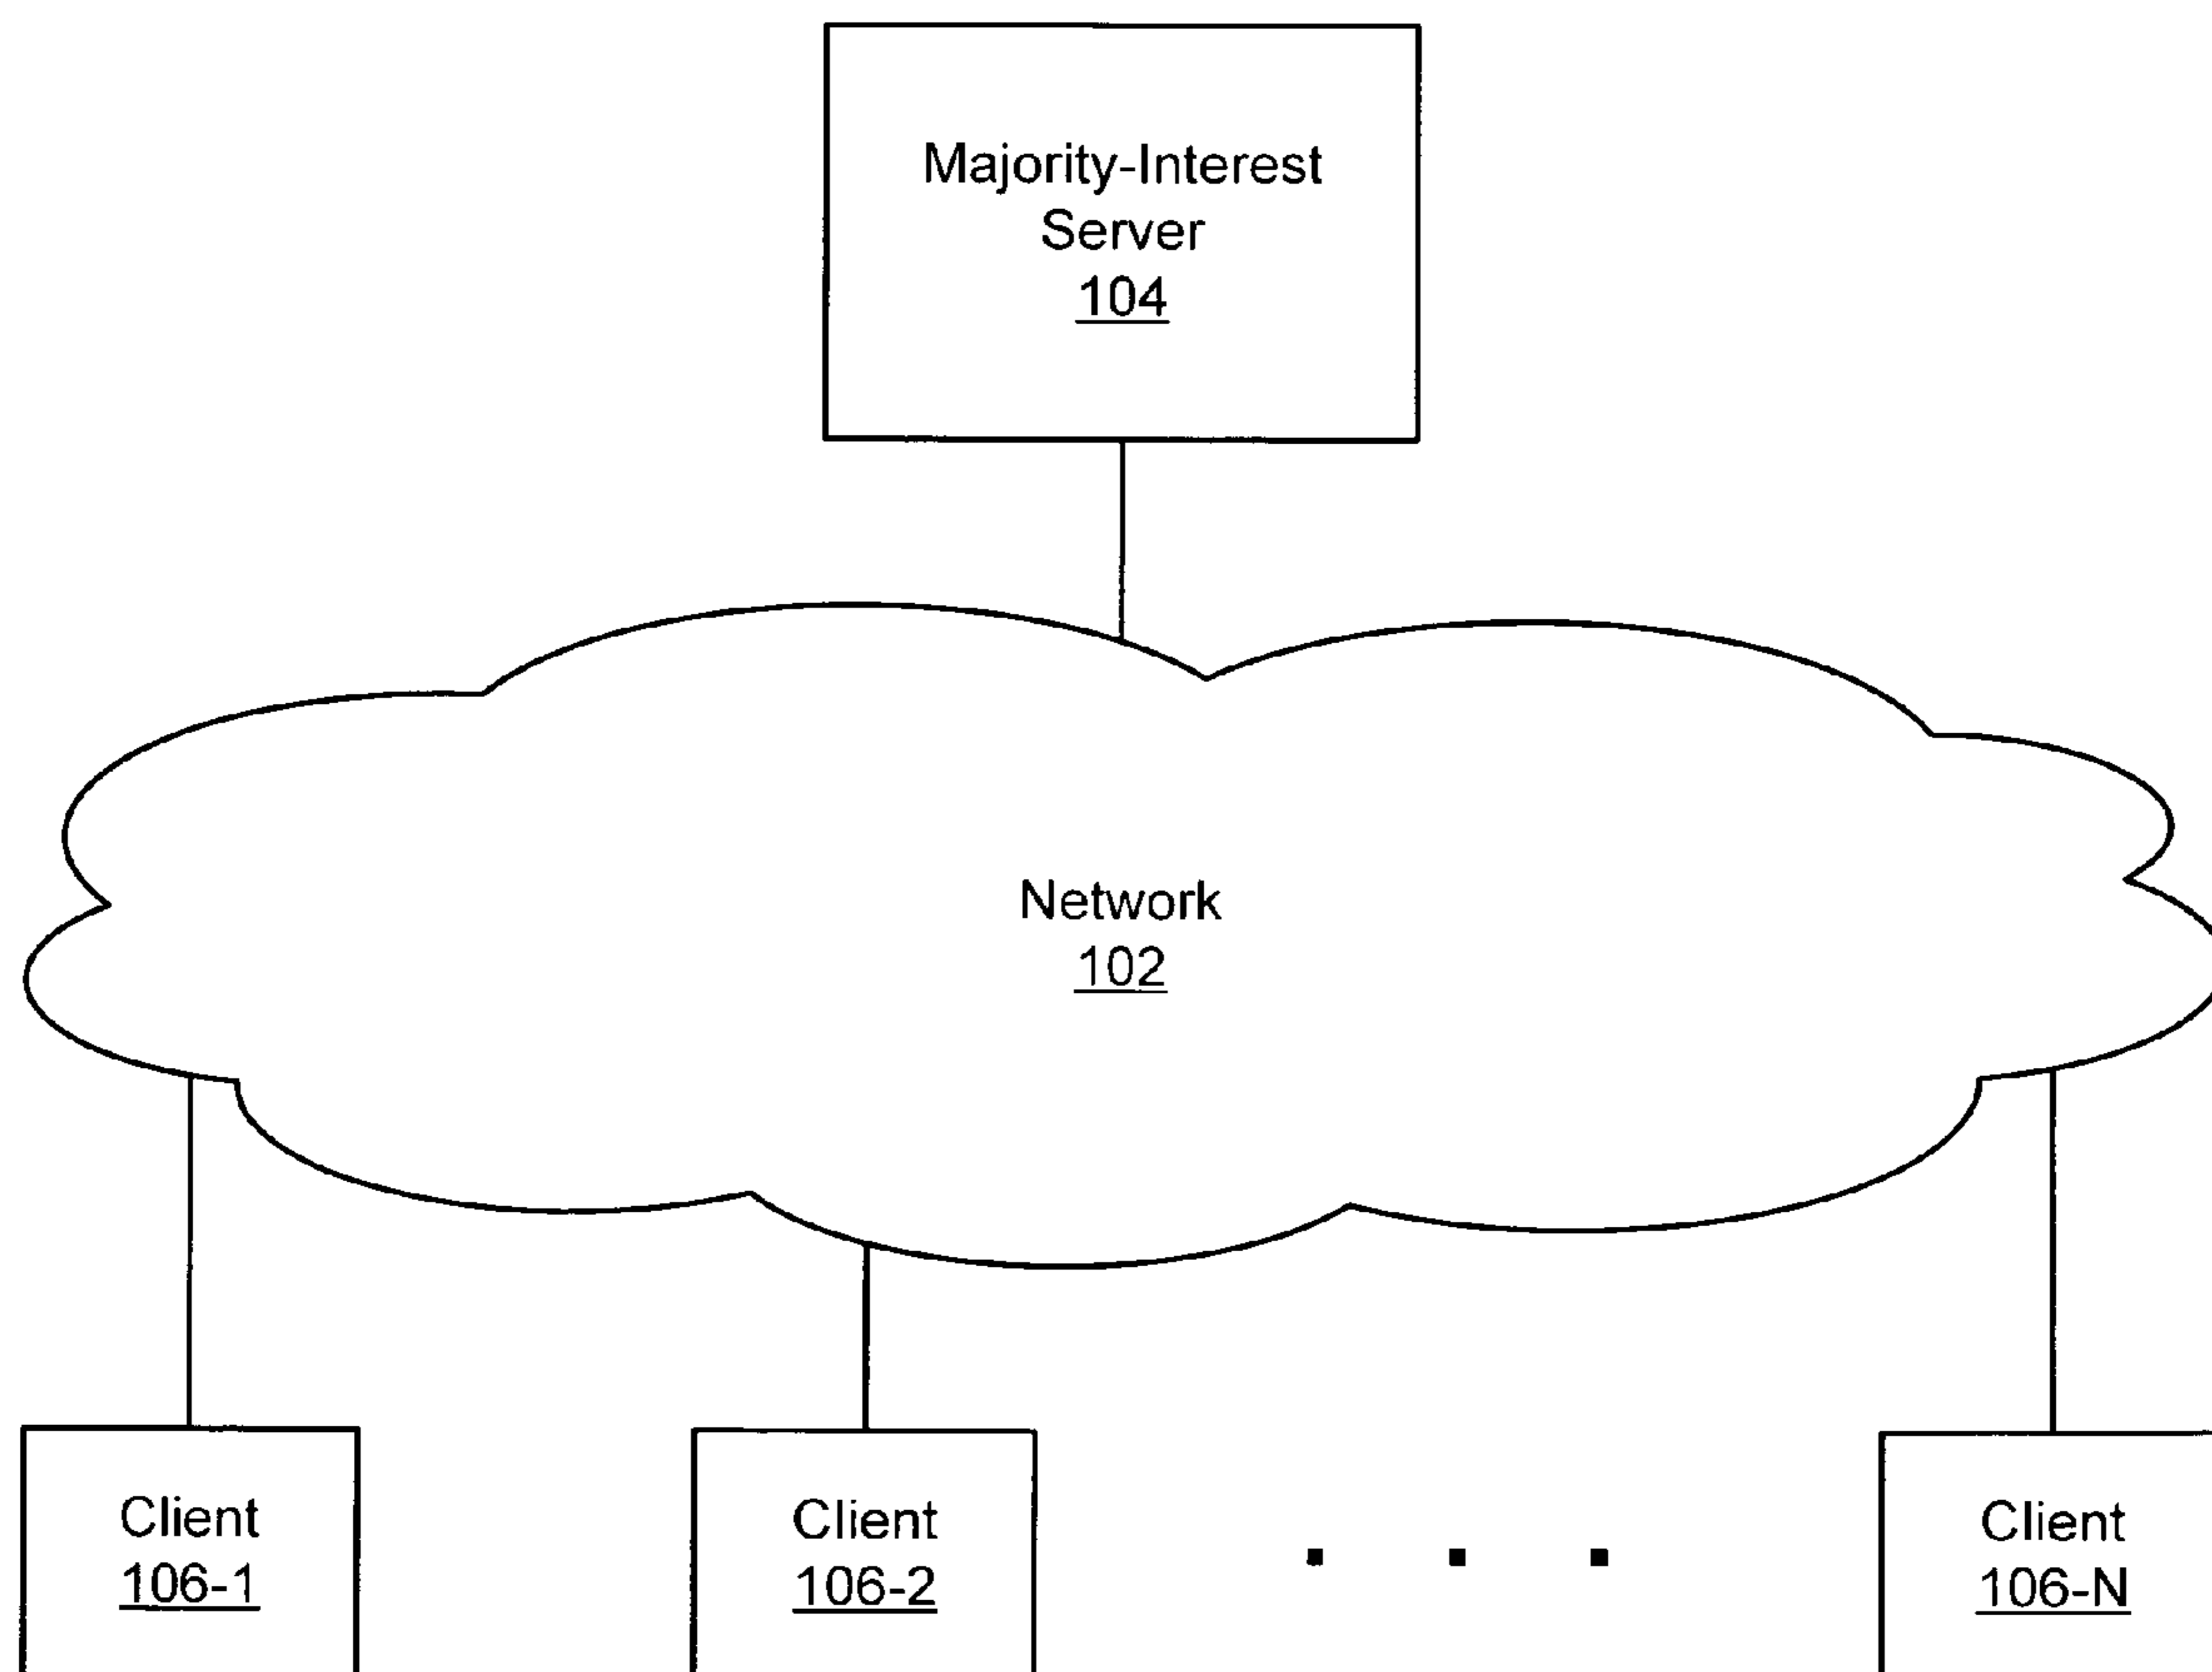 Majority-Interest
Server
104
Network
102
Client
106-1
Client
106-2
Client
106-N